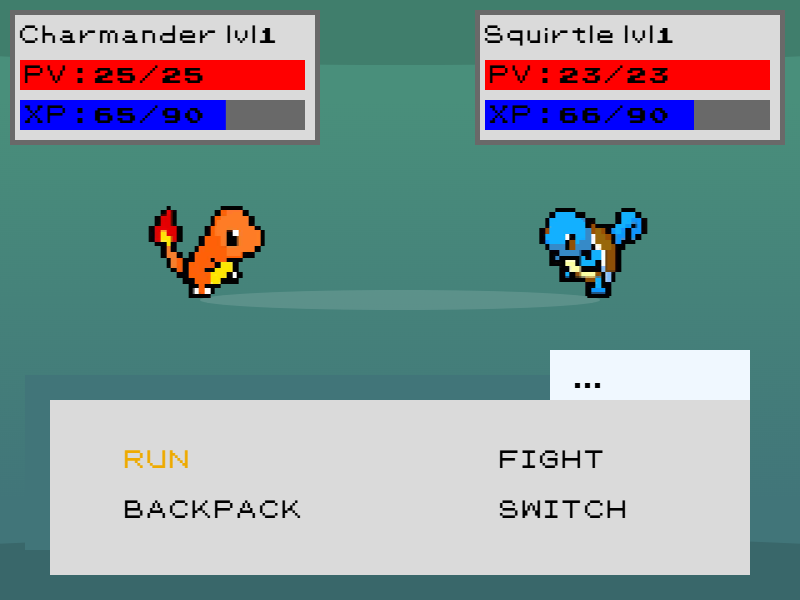 Charmander lvl1
PV:25/25
XP:65/90
Squirtle lvl1
PV:23/23
XP:66/90
...
RUN
FIGHT
BACKPACK
SWITCH